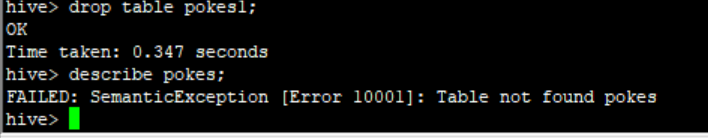 hive> drop table pokes1;
OK
Time taken: 0.347 seconds
hive> describe pokes;
FAILED: SemanticException [Error 10001]: Table not found pokes
hive>